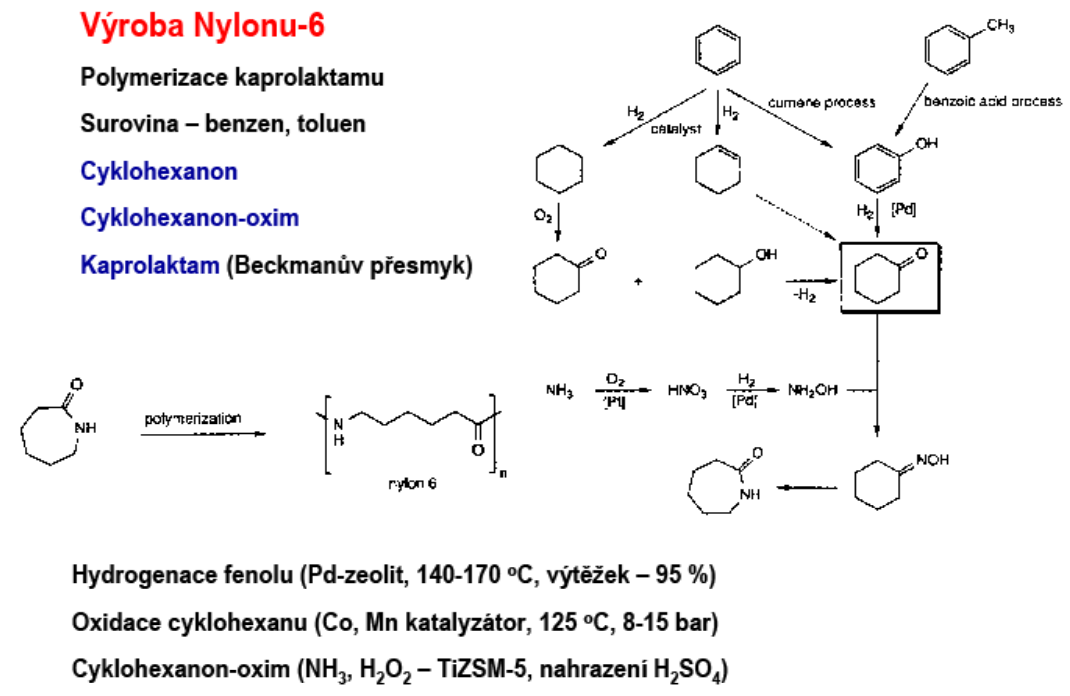 Výroba Nylonu-6
Polymerizace kaprolaktamu
Surovina – benzen, toluen
Cyklohexanon
Cyklohexanon-oxim
Kaprolaktam (Beckmanův přesmyk)
CH₃
H₂
catalyst
H₂
cumene process
benzoic acid process
OH
O₂
H₂ [Pd]
O
+
OH
-H₂
O
NH₃
O₂
[Pt]
HNO₃
H₂
[Pd]
NH₂OH
O
NH
polymerization
N
H
O
n
nylon 6
O
NH
NOH
Hydrogenace fenolu (Pd-zeolit, 140-170 ºC, výtěžek – 95 %)
Oxidace cyklohexanu (Co, Mn katalyzátor, 125 ºC, 8-15 bar)
Cyklohexanon-oxim (NH₃, H₂O₂ – TiZSM-5, nahrazení H₂SO₄)